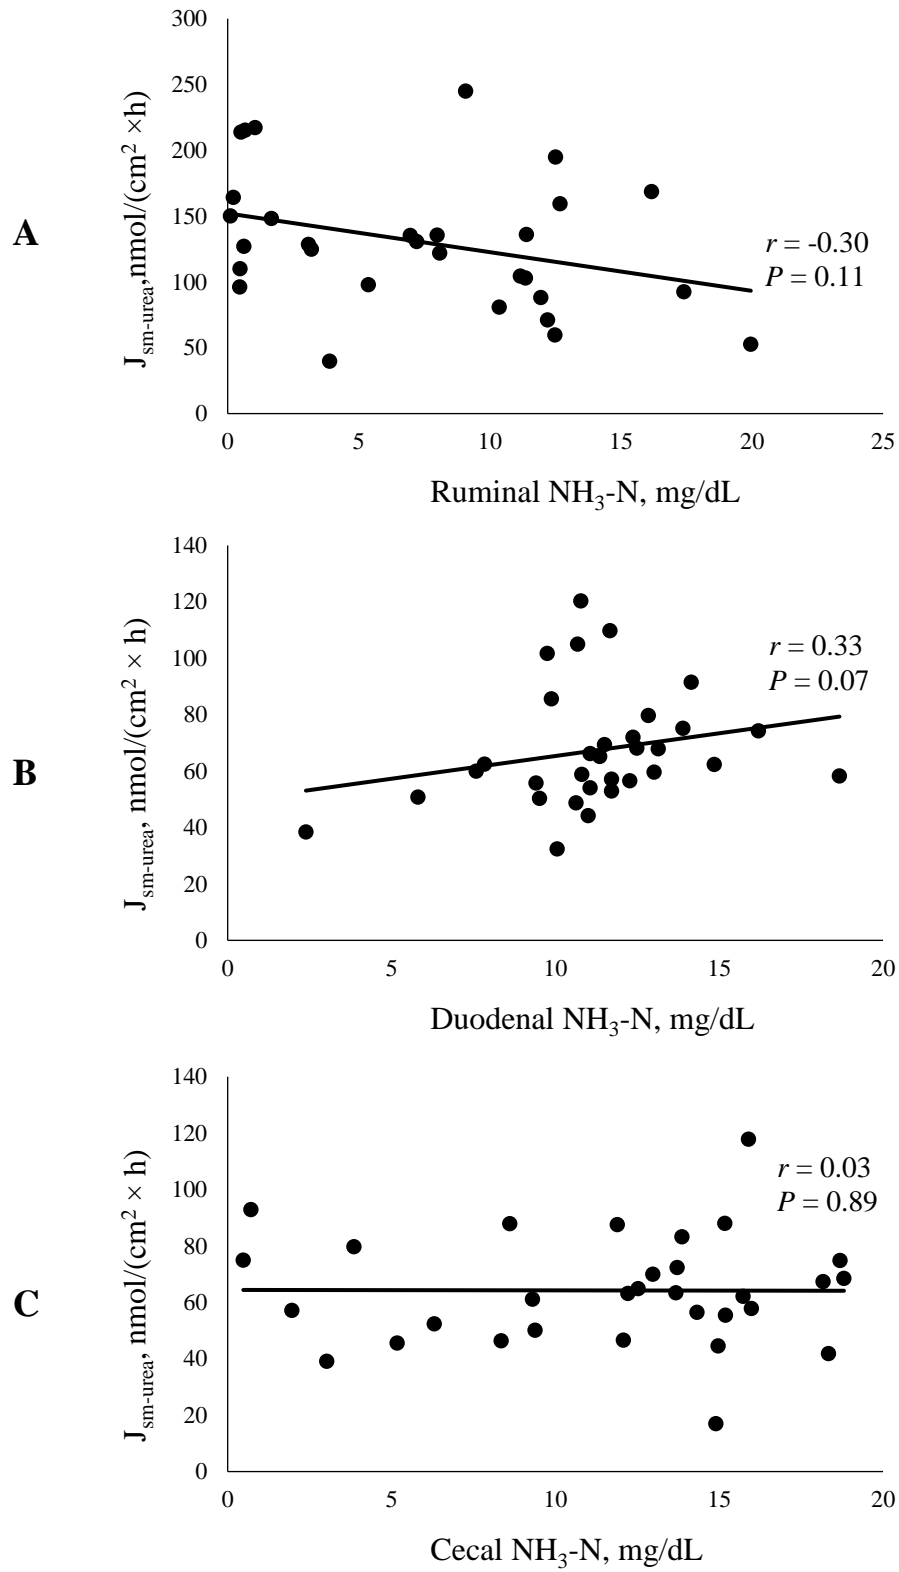 A
J_sm-urea,nmol/(cm² ×h)
300
250
200
150
100
50
0
0 5 10 15 20 25
Ruminal NH₃-N, mg/dL
r = -0.30
P = 0.11
B
J_sm-urea, nmol/(cm² × h)
140
120
100
80
60
40
20
0
0 5 10 15 20
Duodenal NH₃-N, mg/dL
r = 0.33
P = 0.07
C
J_sm-urea, nmol/(cm² × h)
140
120
100
80
60
40
20
0
0 5 10 15 20
Cecal NH₃-N, mg/dL
r = 0.03
P = 0.89